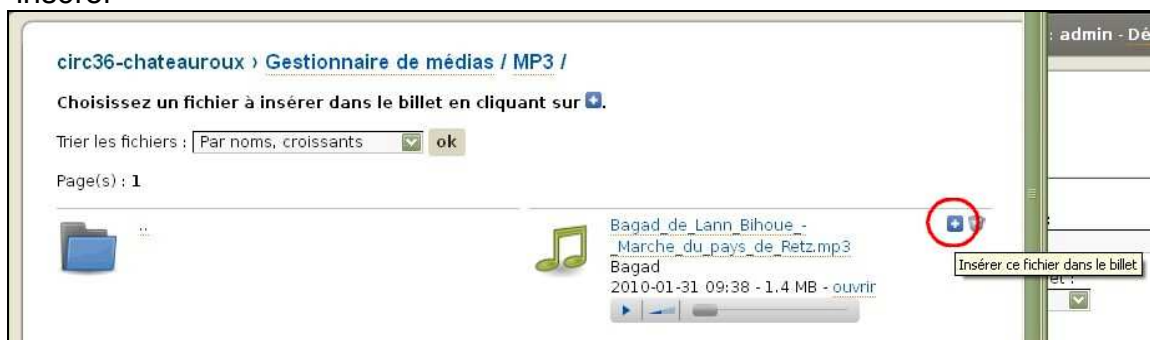 insérer
: admin - Dé
circ36-chateauroux › Gestionnaire de médias / MP3 /
Choisissez un fichier à insérer dans le billet en cliquant sur +.
Trier les fichiers : Par noms, croissants ok
Page(s) : 1
..
Bagad_de_Lann_Bihoue_-
_Marche_du_pays_de_Retz.mp3
Bagad
2010-01-31 09:38 - 1.4 MB - ouvrir
Insérer ce fichier dans le billet